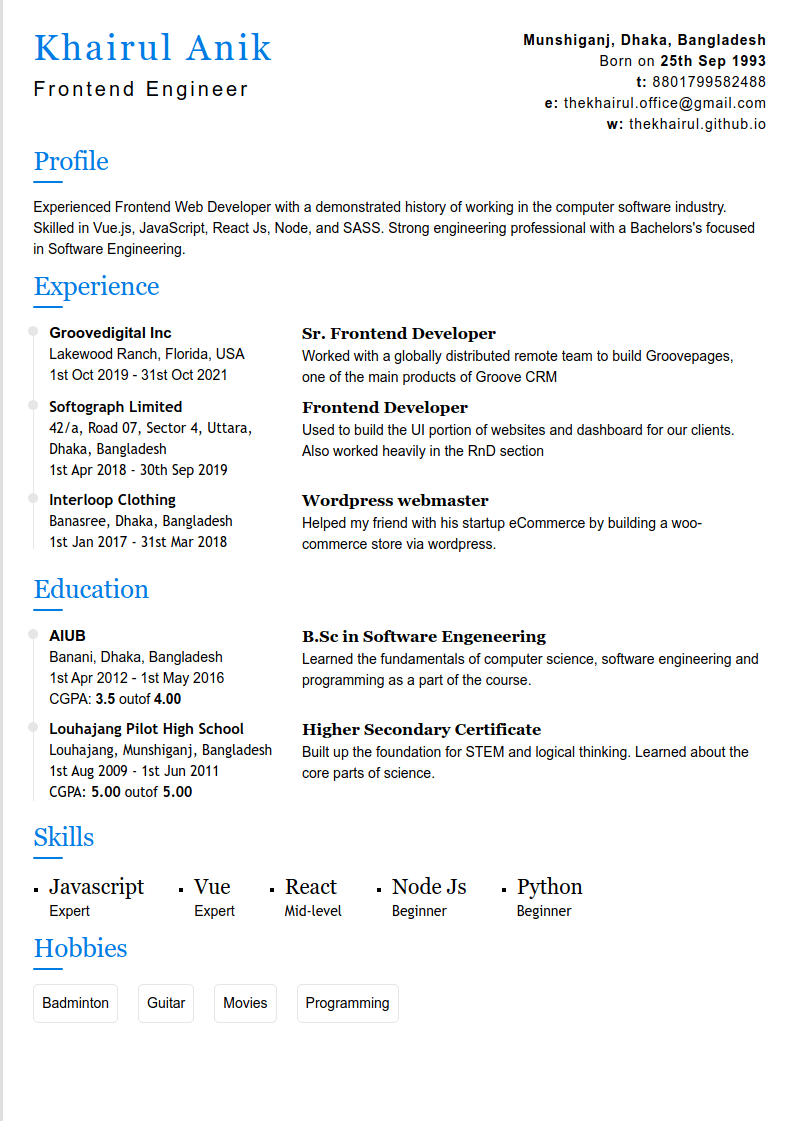 Khairul Anik
Frontend Engineer
Munshiganj, Dhaka, Bangladesh
Born on 25th Sep 1993
t: 8801799582488
e: thekhairul.office@gmail.com
w: thekhairul.github.io
Profile
Experienced Frontend Web Developer with a demonstrated history of working in the computer software industry.
Skilled in Vue.js, JavaScript, React Js, Node, and SASS. Strong engineering professional with a Bachelors's focused
in Software Engineering.
Experience
Groovedigital Inc
Lakewood Ranch, Florida, USA
1st Oct 2019 - 31st Oct 2021
Sr. Frontend Developer
Worked with a globally distributed remote team to build Groovepages,
one of the main products of Groove CRM
Softograph Limited
42/a, Road 07, Sector 4, Uttara,
Dhaka, Bangladesh
1st Apr 2018 - 30th Sep 2019
Frontend Developer
Used to build the UI portion of websites and dashboard for our clients.
Also worked heavily in the RnD section
Interloop Clothing
Banasree, Dhaka, Bangladesh
1st Jan 2017 - 31st Mar 2018
Wordpress webmaster
Helped my friend with his startup eCommerce by building a woo-
commerce store via wordpress.
Education
AIUB
Banani, Dhaka, Bangladesh
1st Apr 2012 - 1st May 2016
CGPA: 3.5 outof 4.00
B.Sc in Software Engeneering
Learned the fundamentals of computer science, software engineering and
programming as a part of the course.
Louhajang Pilot High School
Louhajang, Munshiganj, Bangladesh
1st Aug 2009 - 1st Jun 2011
CGPA: 5.00 outof 5.00
Higher Secondary Certificate
Built up the foundation for STEM and logical thinking. Learned about the
core parts of science.
Skills
▪ Javascript ▪ Vue ▪ React ▪ Node Js ▪ Python
Expert Expert Mid-level Beginner Beginner
Hobbies
Badminton Guitar Movies Programming